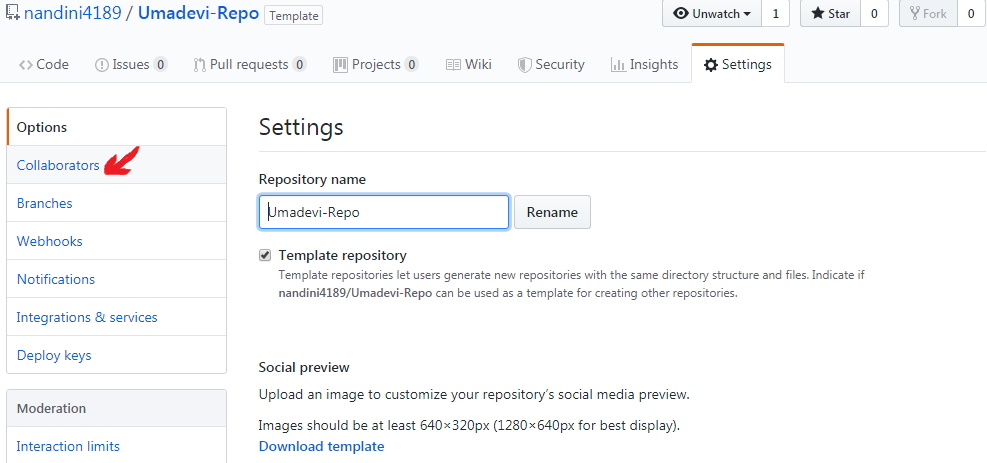 nandini4189 / Umadevi-Repo Template Unwatch 1 Star 0 Fork 0
Code Issues 0 Pull requests 0 Projects 0 Wiki Security Insights Settings
Options
Collaborators
Branches
Webhooks
Notifications
Integrations & services
Deploy keys
Moderation
Interaction limits
Settings
Repository name
Umadevi-Repo Rename
Template repository
Template repositories let users generate new repositories with the same directory structure and files. Indicate if
nandini4189/Umadevi-Repo can be used as a template for creating other repositories.
Social preview
Upload an image to customize your repository's social media preview.
Images should be at least 640×320px (1280×640px for best display).
Download template